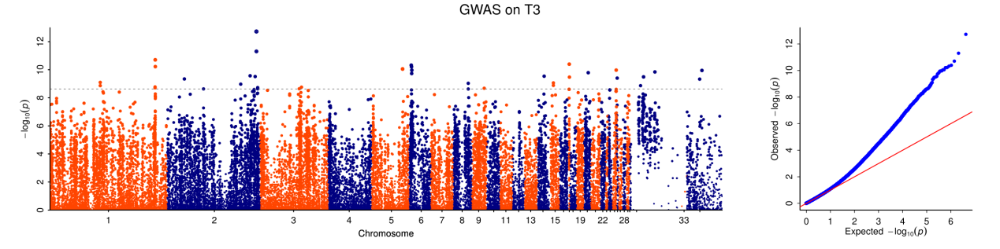 GWAS on T3
−log10(p)
12
10
8
6
4
2
0
1 2 3 4 5 6 7 8 9 11 13 15 19 22 28 33
Chromosome
Observed −log10(p)
12
10
8
6
4
2
0
0 1 2 3 4 5 6
Expected −log10(p)